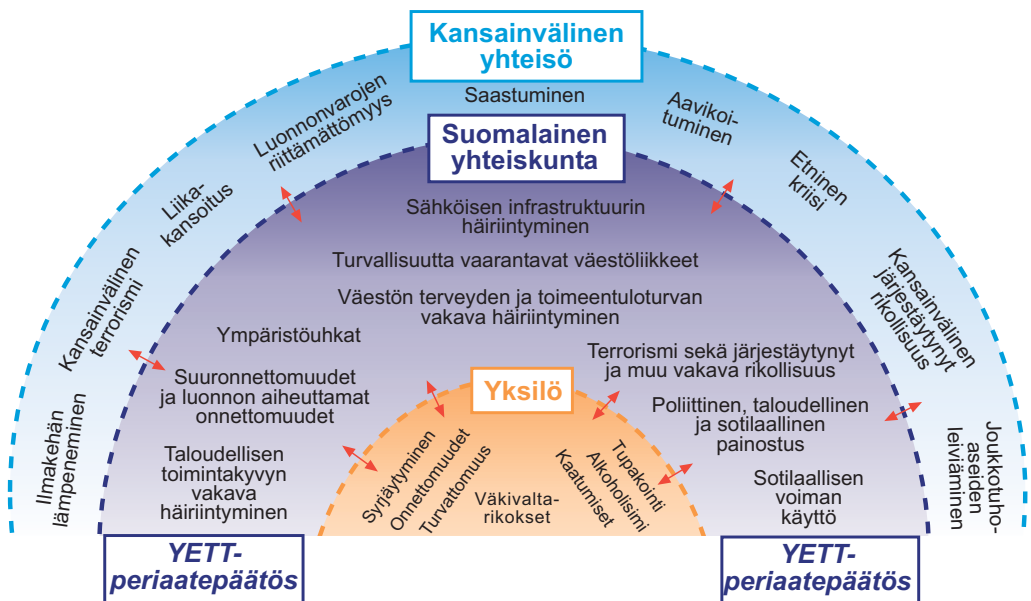 Kansainvälinen
yhteisö
Saastuminen
Luonnonvarojen
riittämättömyys
Aavikoi-
tuminen
Liika-
kansoitus
Etninen
kriisi
Kansainvälinen
terrorismi
Kansainvälinen
järjestäytynyt
rikollisuus
Ilmakehän
lämpeneminen
Joukkotuho-
aseiden
leviäminen
Suomalainen
yhteiskunta
Sähköisen infrastruktuurin
häiriintyminen
Turvallisuutta vaarantavat väestöliikkeet
Väestön terveyden ja toimeentuloturvan
vakava häiriintyminen
Ympäristöuhkat
Terrorismi sekä järjestäytynyt
ja muu vakava rikollisuus
Suuronnettomuudet
ja luonnon aiheuttamat
onnettomuudet
Poliittinen, taloudellinen
ja sotilaallinen
painostus
Taloudellisen
toimintakyvyn
vakava
häiriintyminen
Sotilaallisen
voiman
käyttö
Yksilö
Syrjäytyminen
Onnettomuudet
Turvattomuus
Väkivalta-
rikokset
Tupakointi
Alkoholisimi
Kaatumiset
YETT-
periaatepäätös
YETT-
periaatepäätös